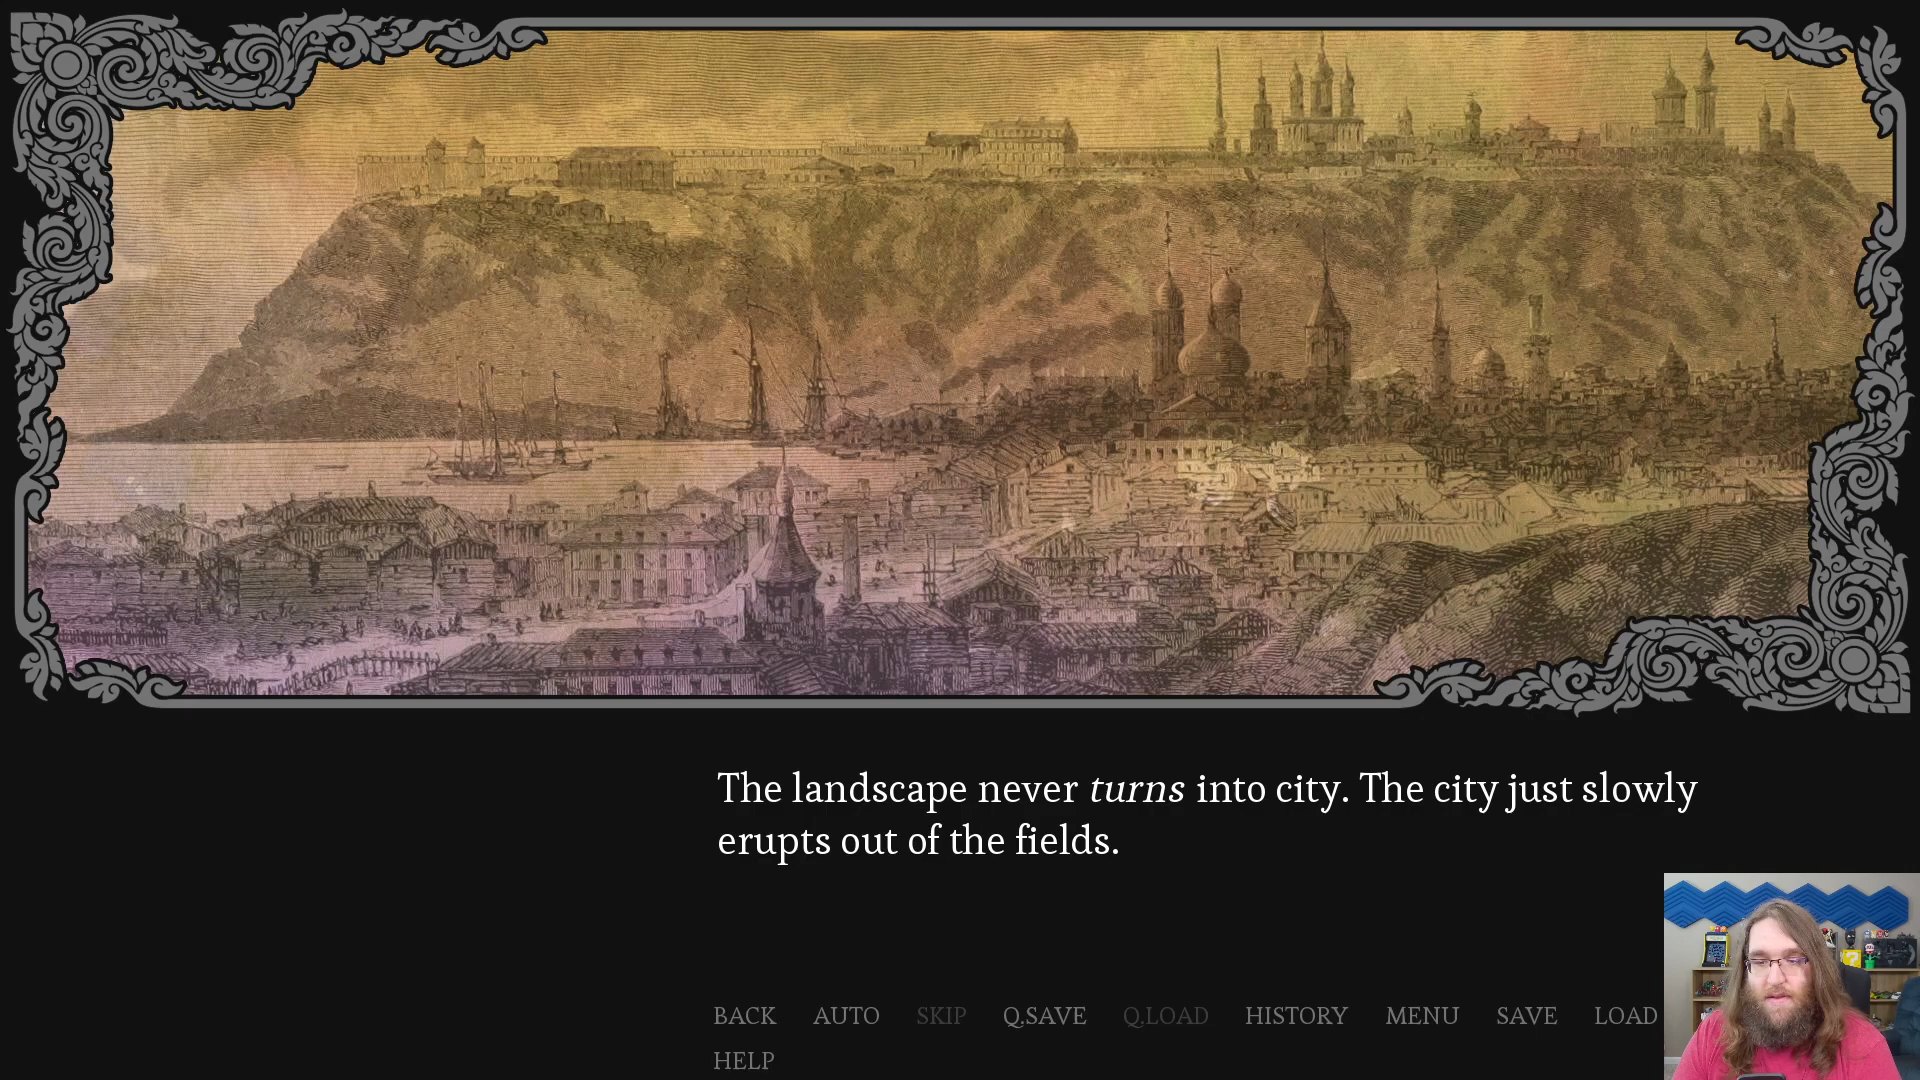 The landscape never turns into city. The city just slowly
erupts out of the fields.
BACK AUTO SKIP Q.SAVE Q.LOAD HISTORY MENU SAVE LOAD
HELP